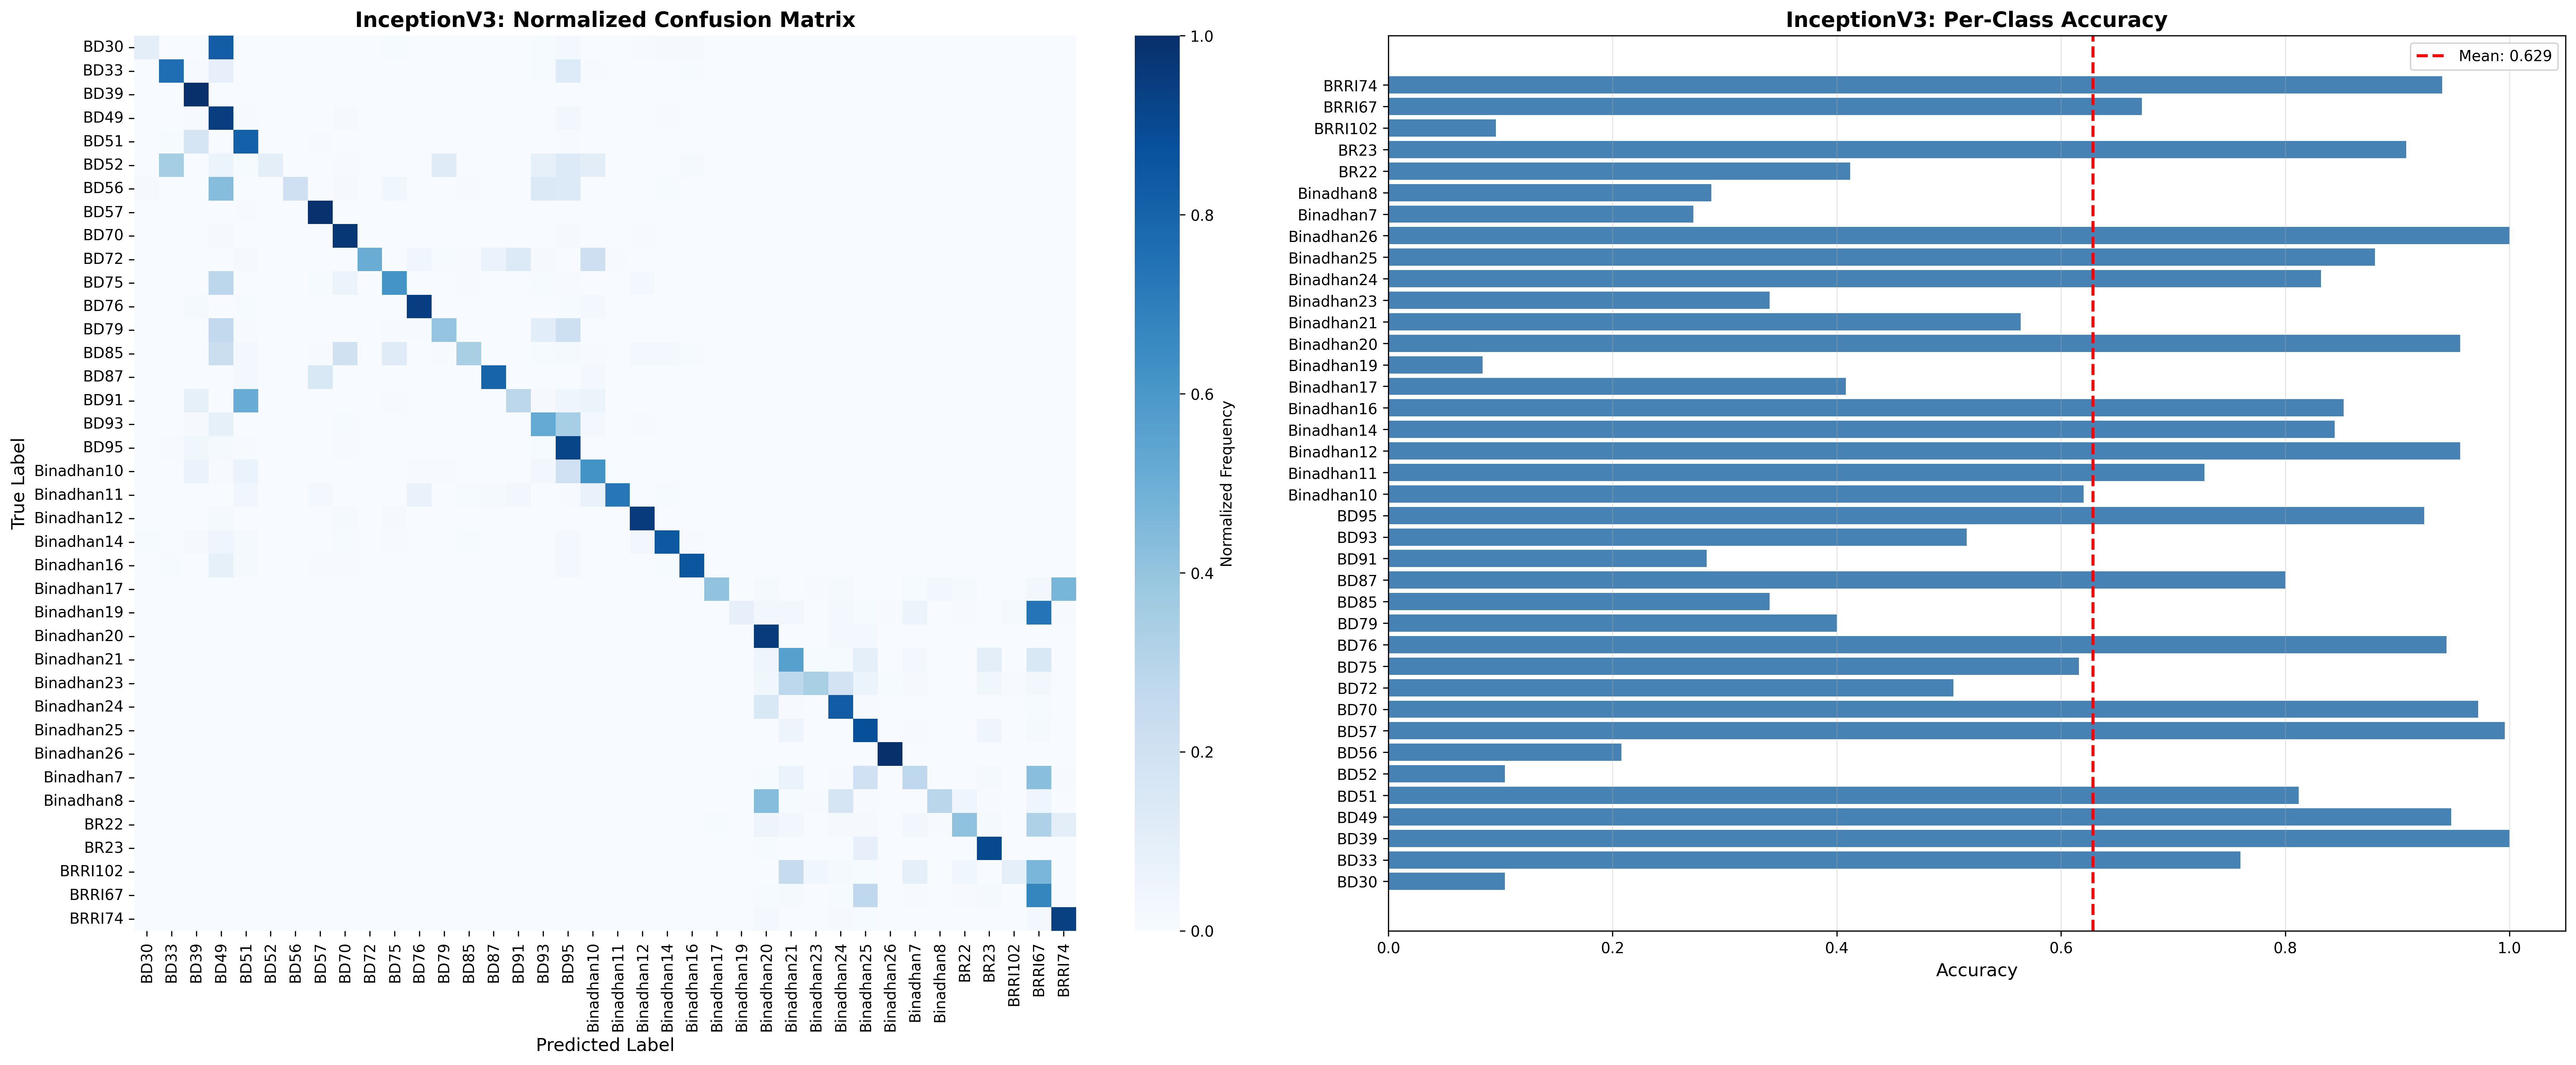 InceptionV3: Normalized Confusion Matrix
True Label
BD30
BD33
BD39
BD49
BD51
BD52
BD56
BD57
BD70
BD72
BD75
BD76
BD79
BD85
BD87
BD91
BD93
BD95
Binadhan10
Binadhan11
Binadhan12
Binadhan14
Binadhan16
Binadhan17
Binadhan19
Binadhan20
Binadhan21
Binadhan23
Binadhan24
Binadhan25
Binadhan26
Binadhan7
Binadhan8
BR22
BR23
BRRI102
BRRI67
BRRI74
BD30
BD33
BD39
BD49
BD51
BD52
BD56
BD57
BD70
BD72
BD75
BD76
BD79
BD85
BD87
BD91
BD93
BD95
Binadhan10
Binadhan11
Binadhan12
Binadhan14
Binadhan16
Binadhan17
Binadhan19
Binadhan20
Binadhan21
Binadhan23
Binadhan24
Binadhan25
Binadhan26
Binadhan7
Binadhan8
BR22
BR23
BRRI102
BRRI67
BRRI74
Predicted Label
1.0
0.8
0.6
0.4
0.2
0.0
Normalized Frequency
InceptionV3: Per-Class Accuracy
Mean: 0.629
BRRI74
BRRI67
BRRI102
BR23
BR22
Binadhan8
Binadhan7
Binadhan26
Binadhan25
Binadhan24
Binadhan23
Binadhan21
Binadhan20
Binadhan19
Binadhan17
Binadhan16
Binadhan14
Binadhan12
Binadhan11
Binadhan10
BD95
BD93
BD91
BD87
BD85
BD79
BD76
BD75
BD72
BD70
BD57
BD56
BD52
BD51
BD49
BD39
BD33
BD30
0.0 0.2 0.4 0.6 0.8 1.0
Accuracy